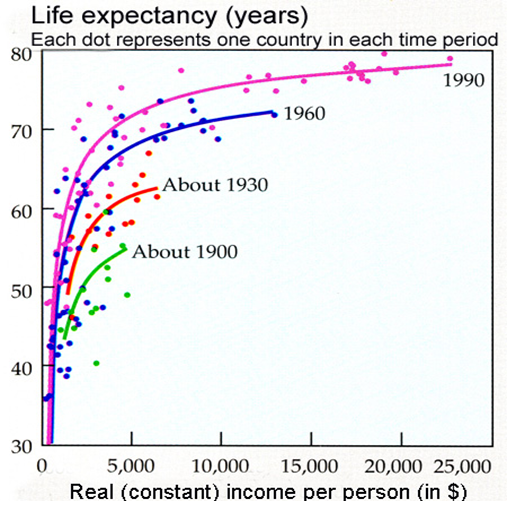 Life expectancy (years)
Each dot represents one country in each time period
80
70
60
50
40
30
1990
1960
About 1930
About 1900
0 5,000 10,000 15,000 20,000 25,000
Real (constant) income per person (in $)